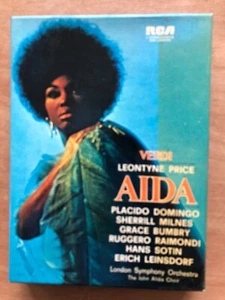 RCA
VERDI
LEONTYNE PRICE
AIDA
PLACIDO DOMINGO
SHERRILL MILNES
GRACE BUMBRY
RUGGERO RAIMONDI
HANS SOTIN
ERICH LEINSDORF
London Symphony Orchestra
The John Alldis Choir